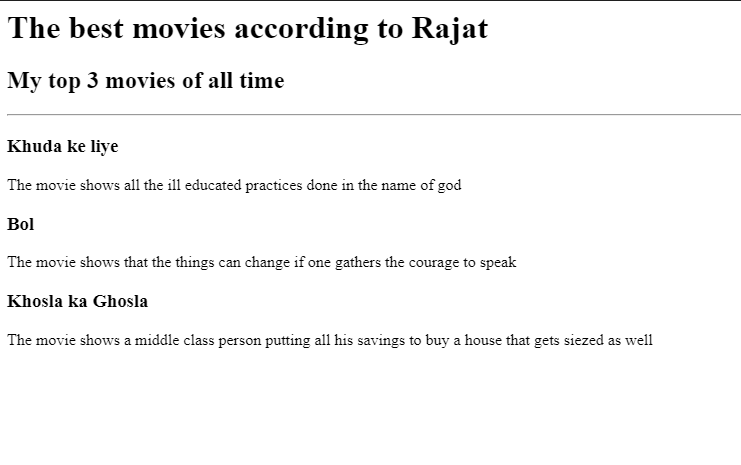 The best movies according to Rajat
My top 3 movies of all time
Khuda ke liye
The movie shows all the ill educated practices done in the name of god
Bol
The movie shows that the things can change if one gathers the courage to speak
Khosla ka Ghosla
The movie shows a middle class person putting all his savings to buy a house that gets siezed as well